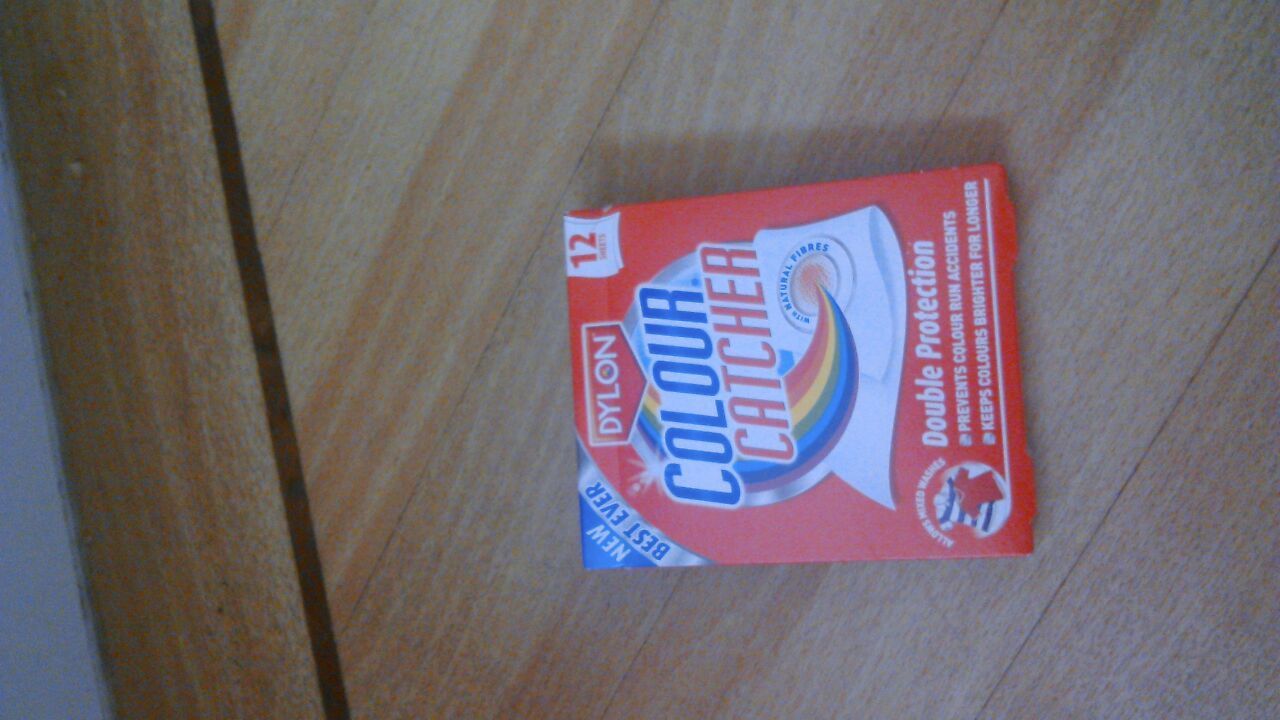 NEW
BEST EVER
12
SHEETS
DYLON
COLOUR
CATCHER
WITH NATURAL FIBRES
Double Protection
PREVENTS COLOUR RUN ACCIDENTS
KEEPS COLOURS BRIGHTER FOR LONGER
ALLOWS MIXED WASHES